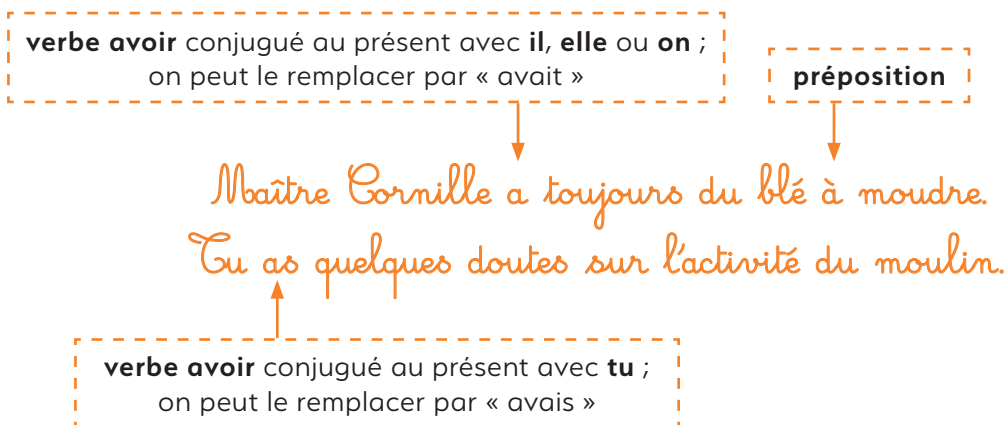 verbe avoir conjugué au présent avec il, elle ou on ;
on peut le remplacer par « avait »
préposition
Maître Cornille a toujours du blé à moudre.
Tu as quelques doutes sur l'activité du moulin.
verbe avoir conjugué au présent avec tu ;
on peut le remplacer par « avais »